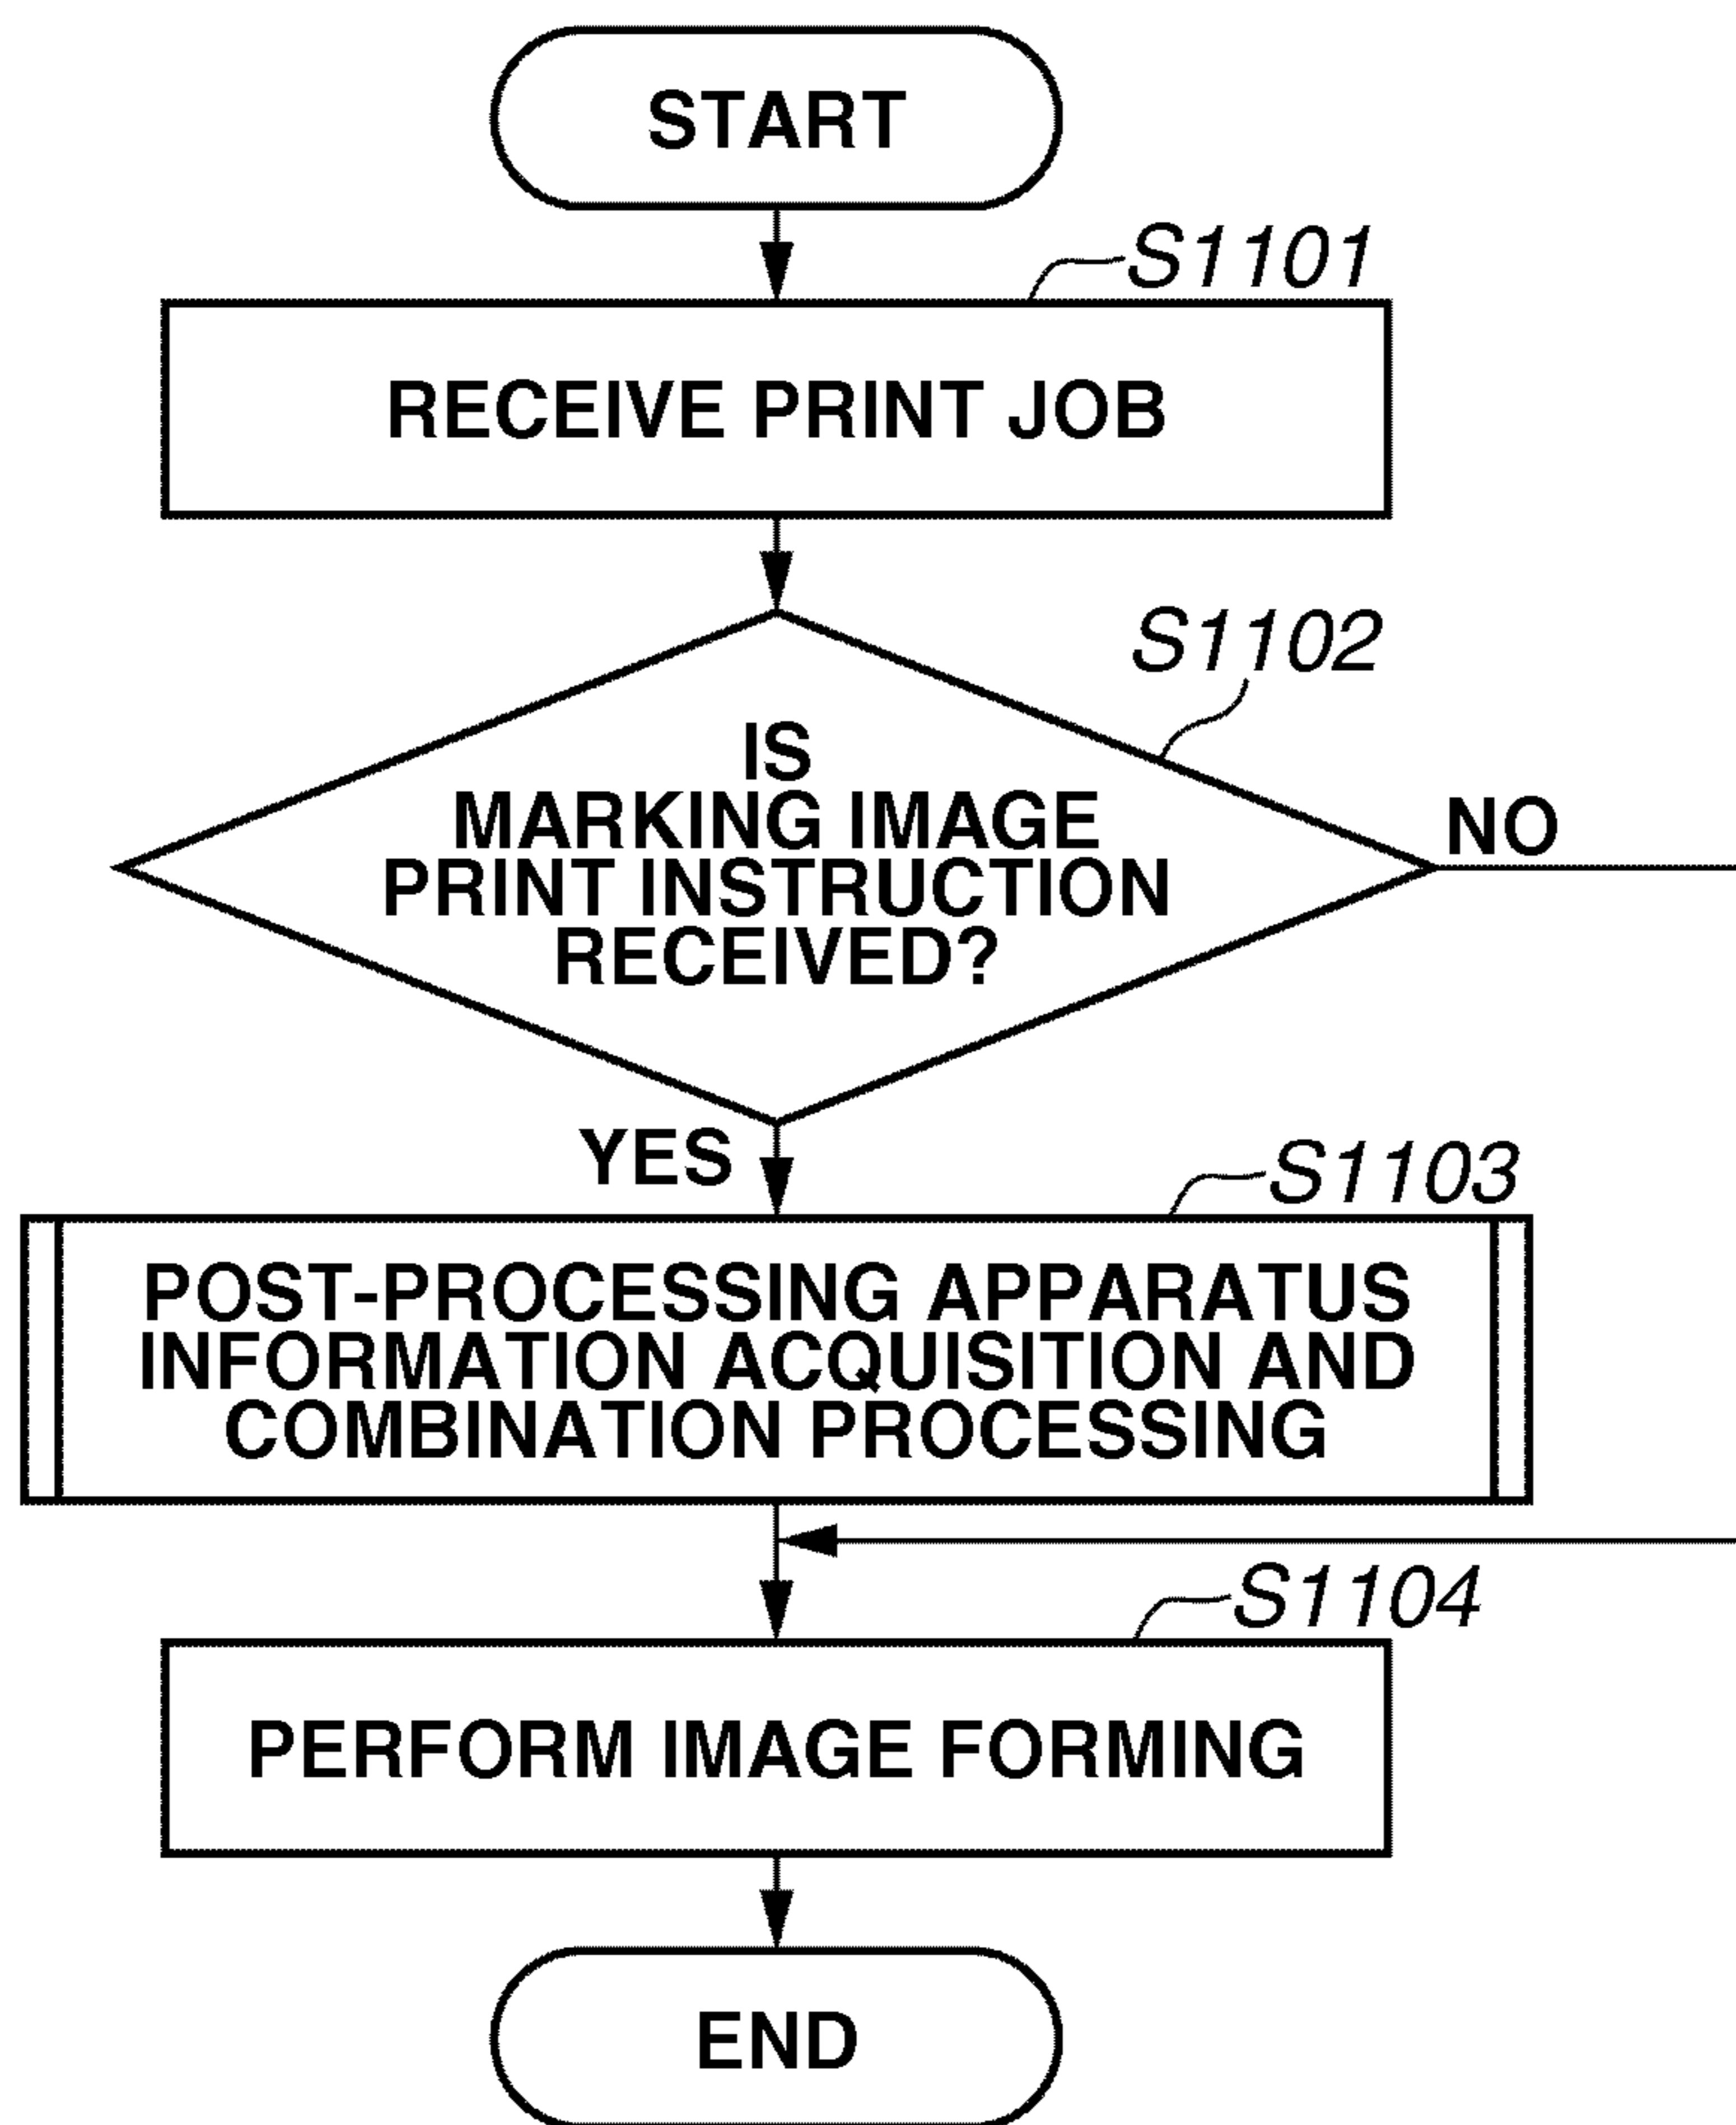 START
S1101
RECEIVE PRINT JOB
S1102
IS
MARKING IMAGE
PRINT INSTRUCTION
RECEIVED?
NO
YES
S1103
POST-PROCESSING APPARATUS
INFORMATION ACQUISITION AND
COMBINATION PROCESSING
S1104
PERFORM IMAGE FORMING
END